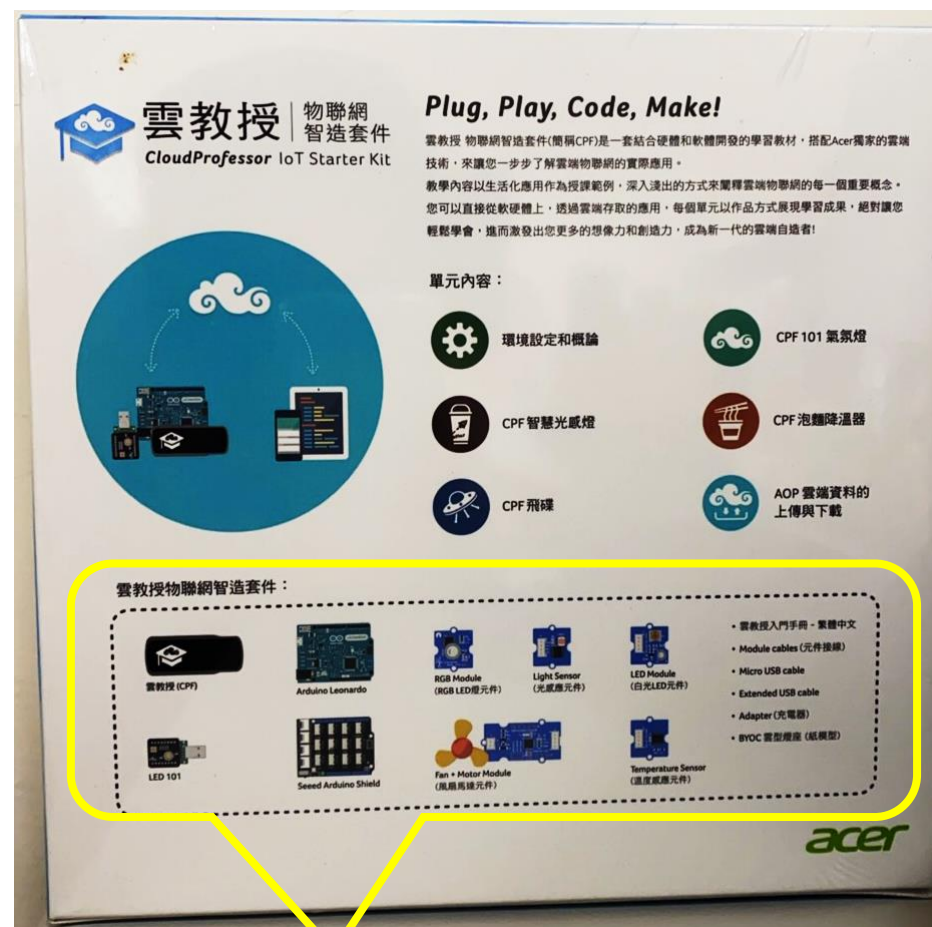 雲教授
物聯網
智造套件
CloudProfessor IoT Starter Kit
Plug, Play, Code, Make!
雲教授 物聯網智造套件(簡稱CPF)是一套結合硬體和軟體開發的學習教材，搭配Acer獨家的雲端
技術，來讓您一步步了解雲端物聯網的實際應用。
教學內容以生活化應用作為授課範例，深入淺出的方式來闡釋雲端物聯網的每一個重要概念。
您可以直接從軟硬體上，透過雲端存取的應用，每個單元以作品方式展現學習成果，絕對讓您
輕鬆學會，進而激發出您更多的想像力和創造力，成為新一代的雲端自造者!
單元內容：
環境設定和概論
CPF 101 氣氛燈
CPF 智慧光感燈
CPF 泡麵降溫器
CPF 飛碟
AOP 雲端資料的
上傳與下載
雲教授物聯網智造套件：
雲教授 (CPF)
Arduino Leonardo
RGB Module
(RGB LED燈元件)
Light Sensor
(光感應元件)
LED Module
(白光LED元件)
LED 101
Seeed Arduino Shield
Fan + Motor Module
(風扇馬達元件)
Temperature Sensor
(溫度感應元件)
• 雲教授入門手冊 - 繁體中文
• Module cables (元件接線)
• Micro USB cable
• Extended USB cable
• Adapter (充電器)
• BYOC 雲型燈座 (紙模型)
acer